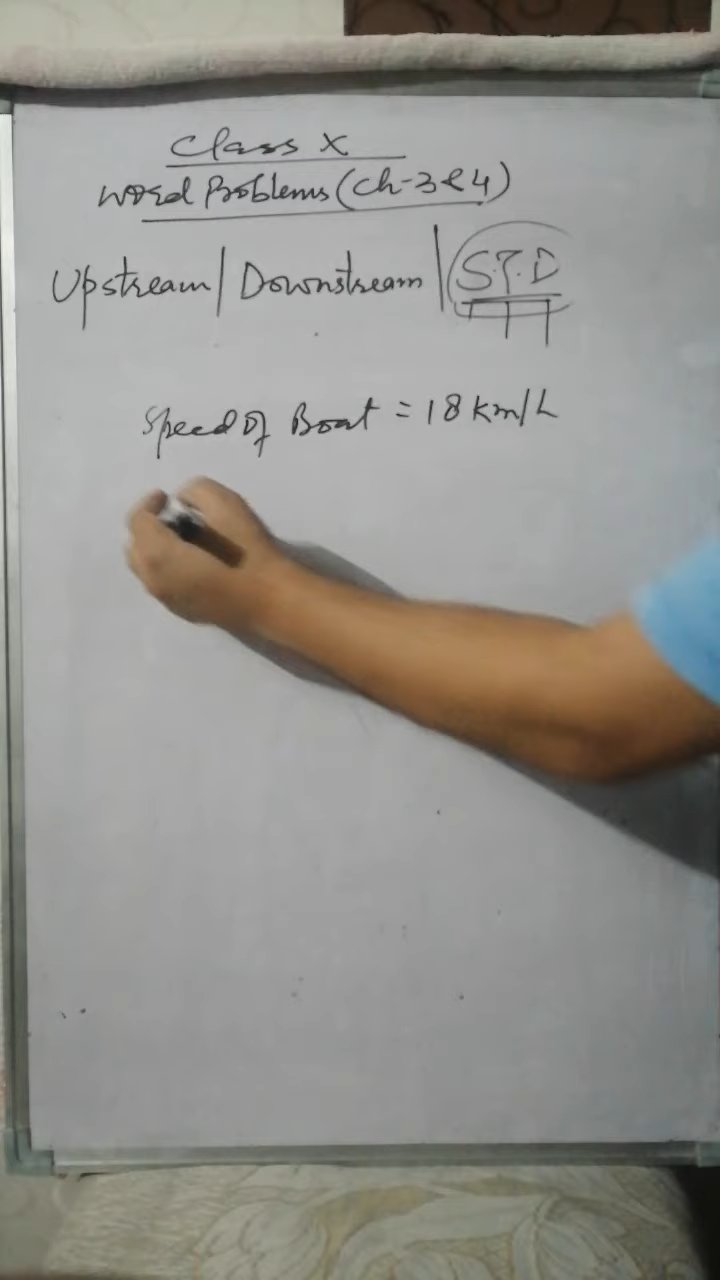 Class X
Word Problems (Ch-3&4)
Upstream | Downstream | S.T.D
Speed of Boat = 18 km/h